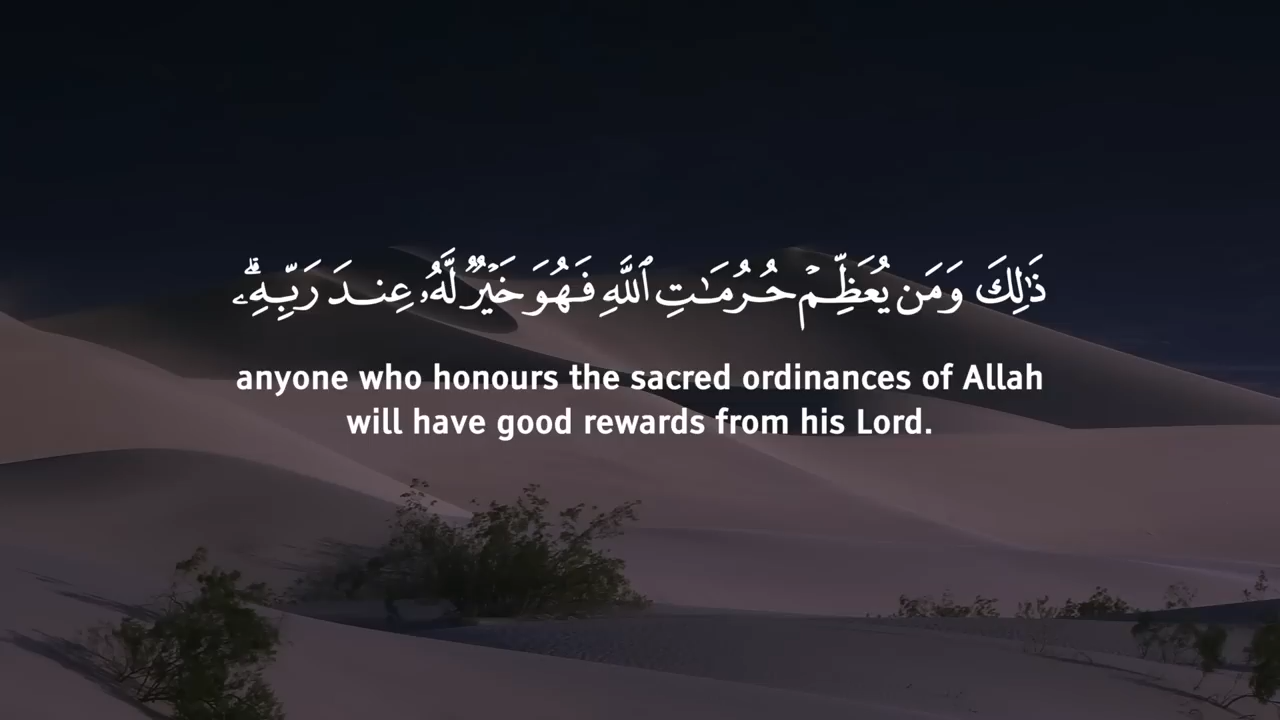 ذَٰلِكَ وَمَن يُعَظِّمْ حُرُمَـٰتِ ٱللَّهِ فَهُوَ خَيْرٌ لَّهُۥ عِندَ رَبِّهِۦ ۗ
anyone who honours the sacred ordinances of Allah
will have good rewards from his Lord.